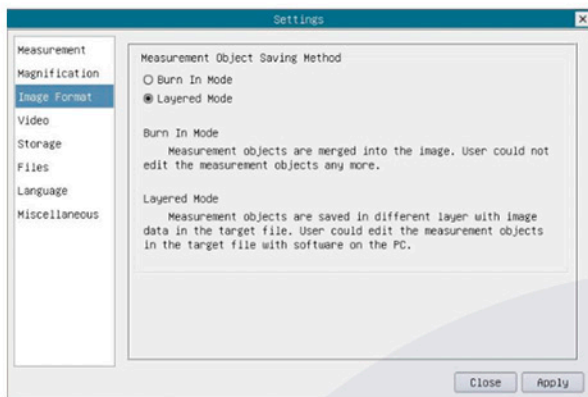 Settings
Measurement
Magnification
Image Format
Video
Storage
Files
Language
Miscellaneous
Measurement Object Saving Method
Burn In Mode
Layered Mode
Burn In Mode
Measurement objects are merged into the image. User could not
edit the measurement objects any more.
Layered Mode
Measurement objects are saved in different layer with image
data in the target file. User could edit the measurement objects
in the target file with software on the PC.
Close
Apply